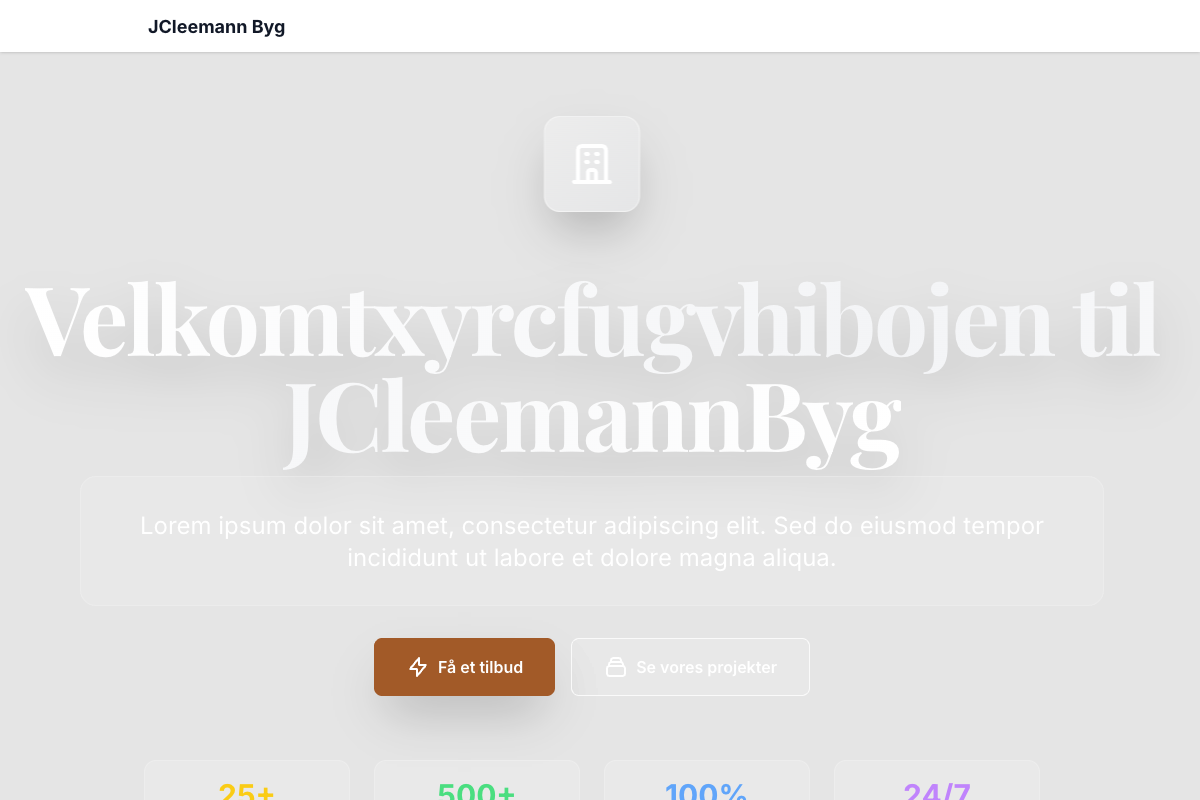 JCleemann Byg
Velkomtxyrcfugvhibojen til
JCleemannByg
Lorem ipsum dolor sit amet, consectetur adipiscing elit. Sed do eiusmod tempor
incididunt ut labore et dolore magna aliqua.
Få et tilbud
Se vores projekter
25+
500+
100%
24/7